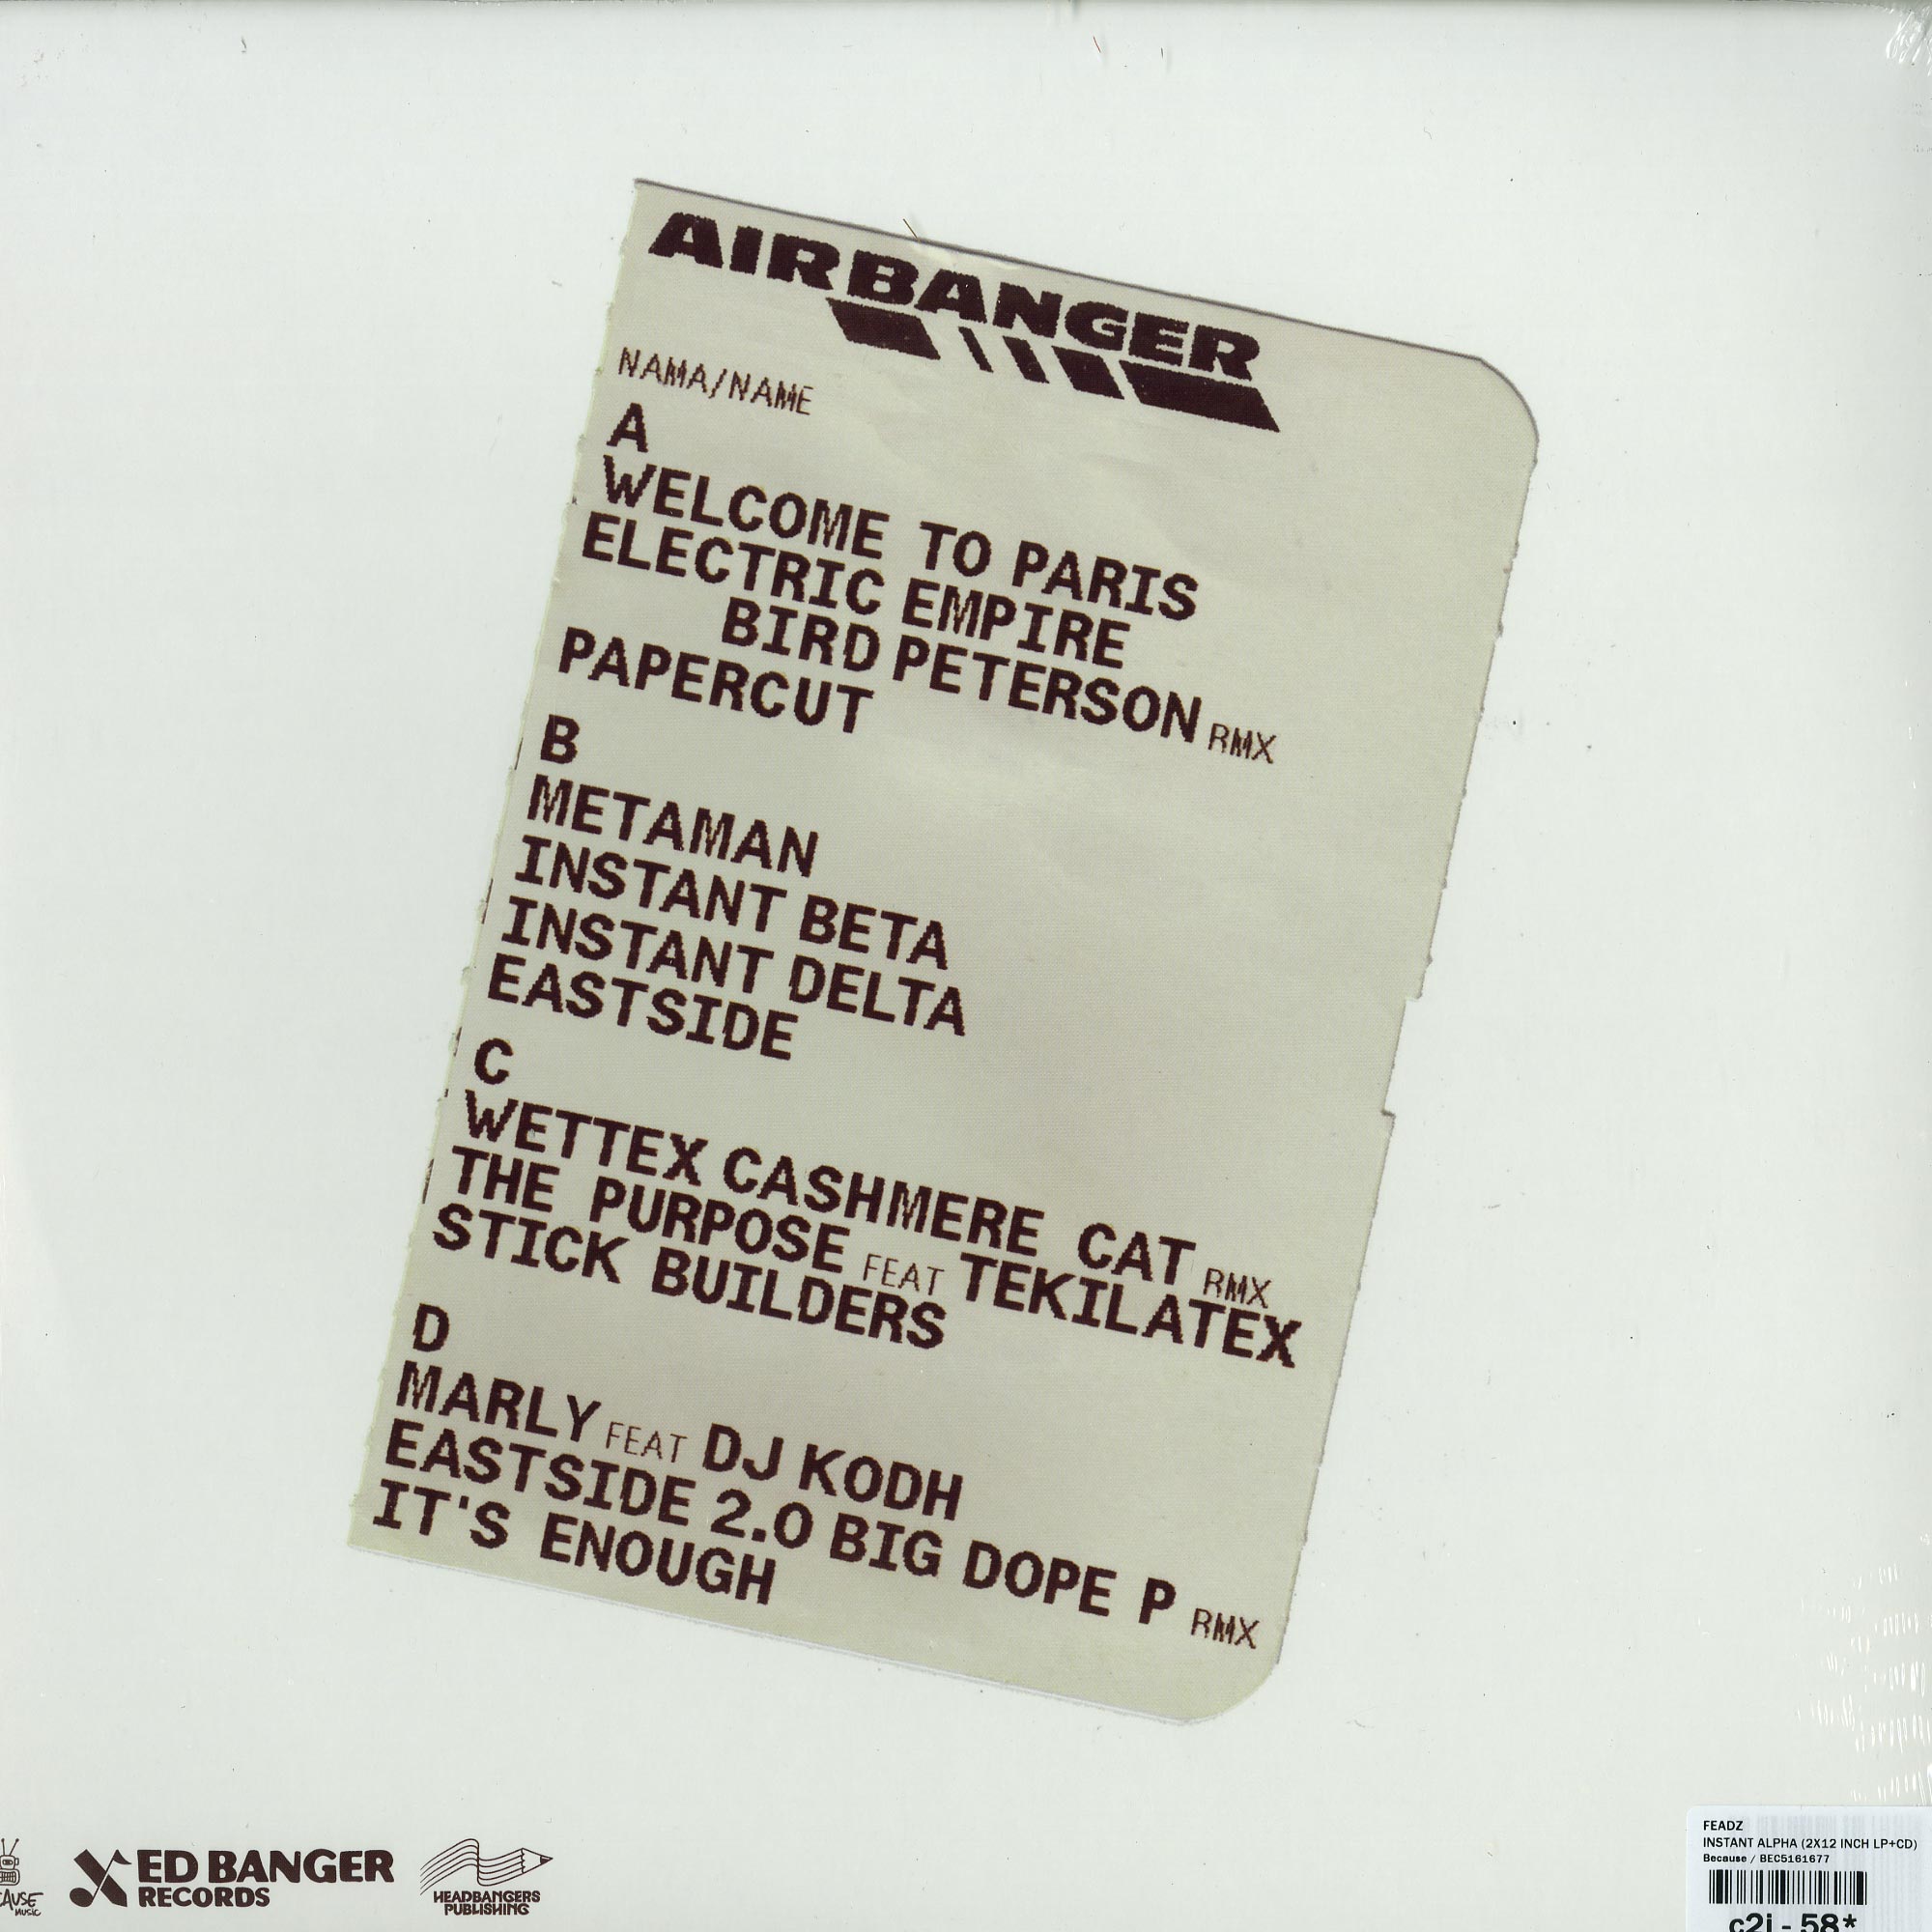 AIRBANGER
NAMA/NAME
A
WELCOME TO PARIS
ELECTRIC EMPIRE
BIRD PETERSON RMX
PAPERCUT
B
METAMAN
INSTANT BETA
INSTANT DELTA
EASTSIDE
C
WETTEX CASHMERE CAT RMX
THE PURPOSE FEAT TEKILATEX
STICK BUILDERS
D
MARLY FEAT DJ KODH
EASTSIDE 2.0 BIG DOPE P RMX
IT'S ENOUGH
CAUSE
MUSIC
ED BANGER
RECORDS
HEADBANGERS
PUBLISHING
FEADZ
INSTANT ALPHA (2X12 INCH LP+CD)
Because / BEC5161677
c2i - 58*